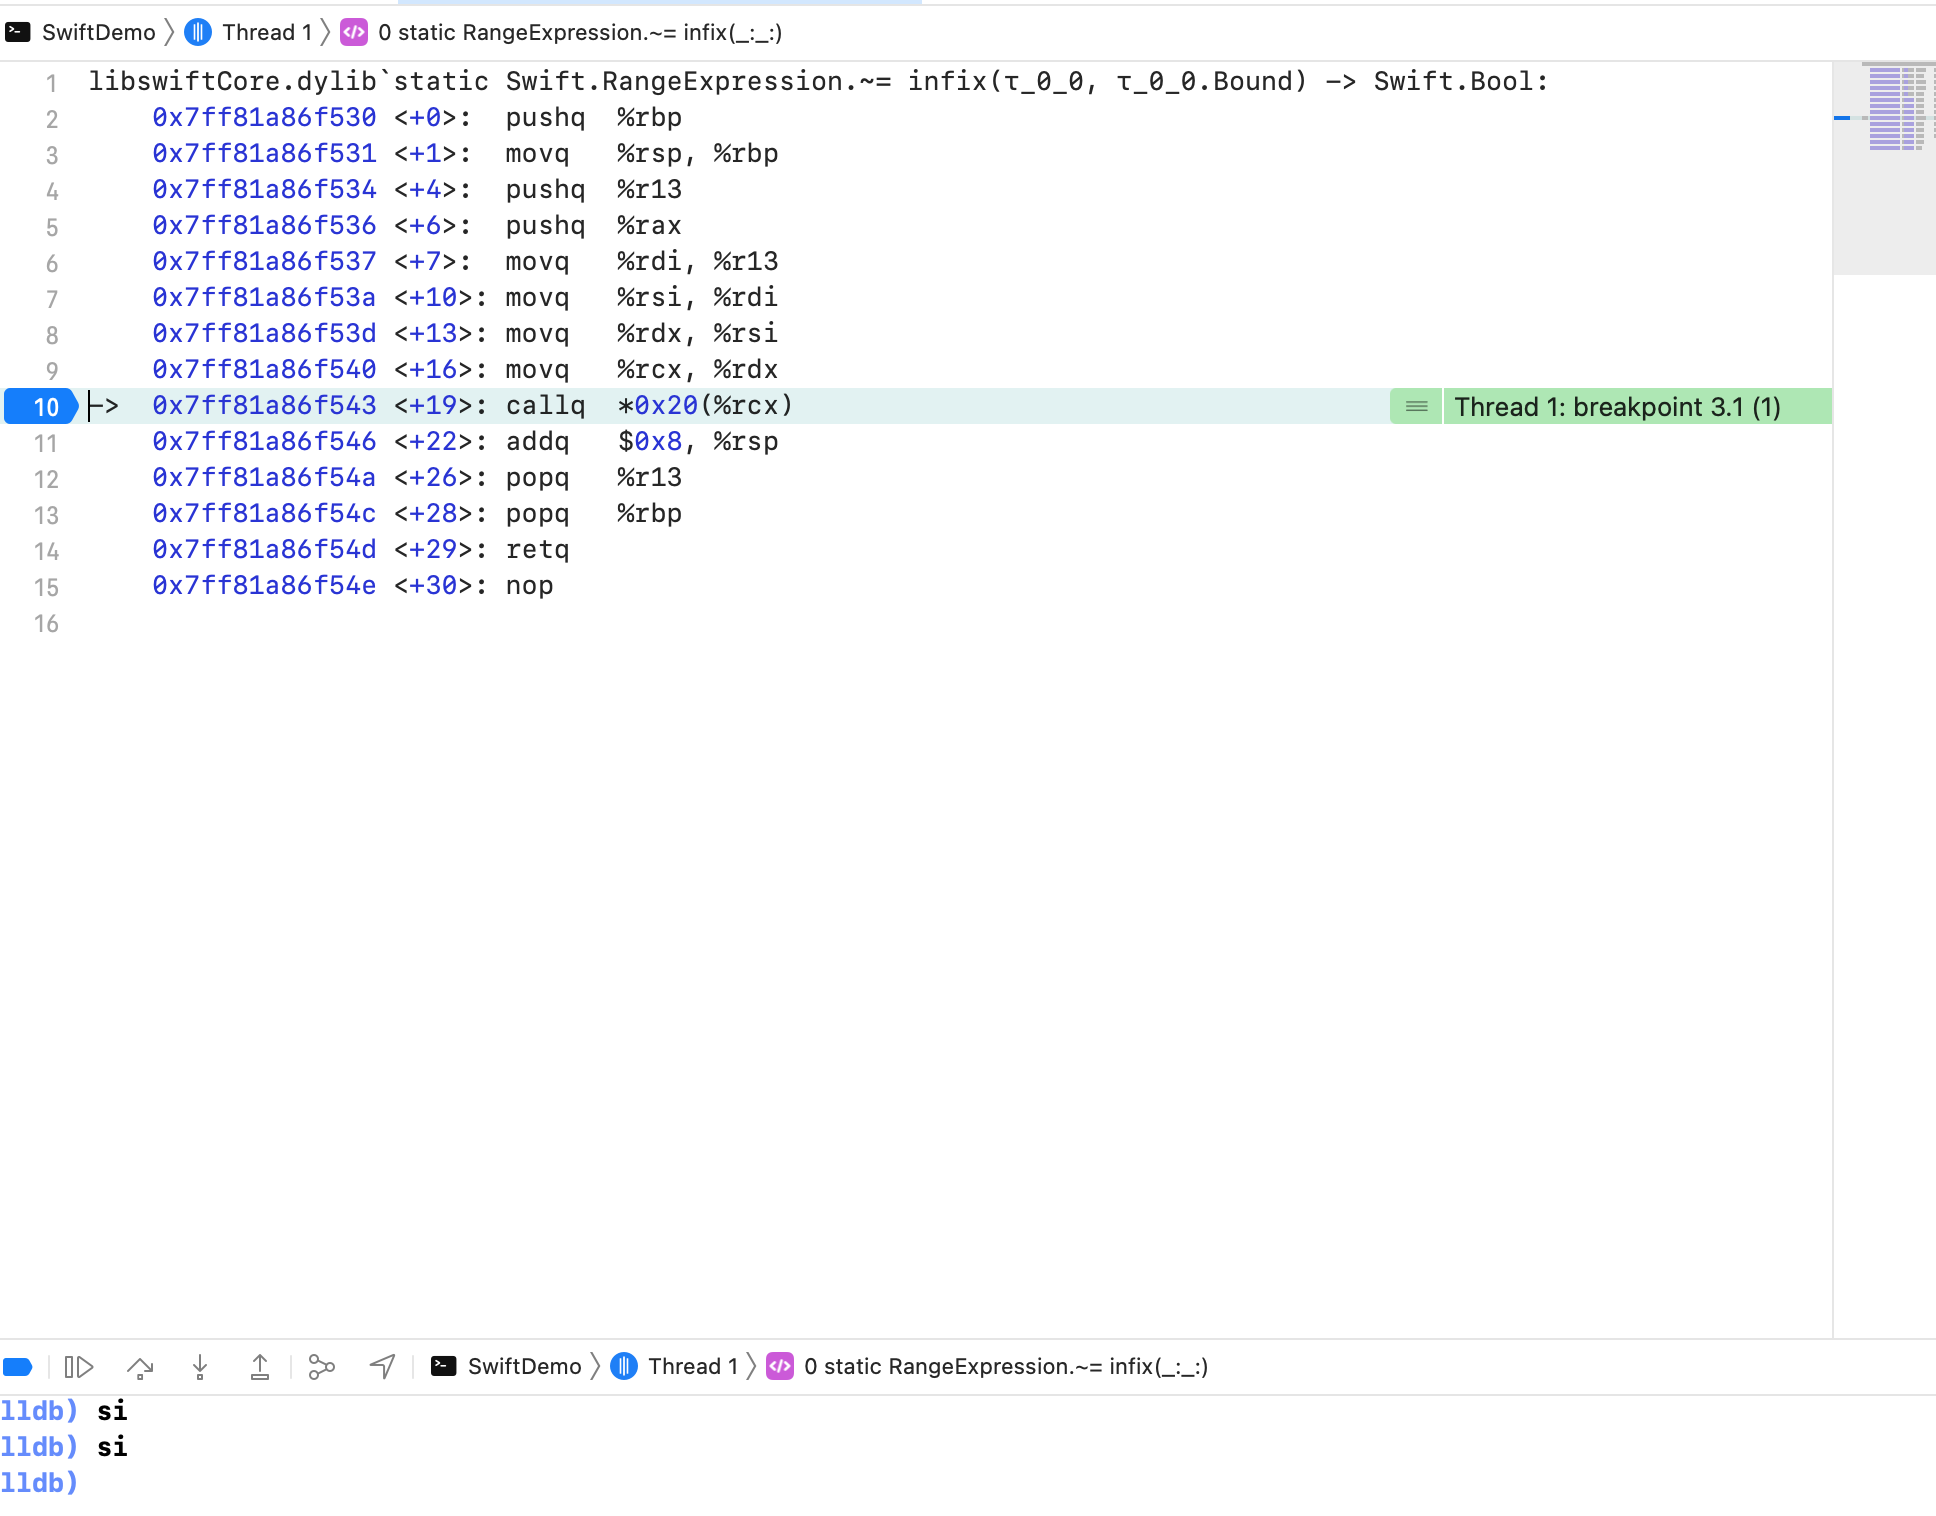 SwiftDemo Thread 1 0 static RangeExpression.~= infix(_:_:)
1 libswiftCore.dylib`static Swift.RangeExpression.~= infix(τ_0_0, τ_0_0.Bound) -> Swift.Bool:
2 0x7ff81a86f530 <+0>: pushq %rbp
3 0x7ff81a86f531 <+1>: movq %rsp, %rbp
4 0x7ff81a86f534 <+4>: pushq %r13
5 0x7ff81a86f536 <+6>: pushq %rax
6 0x7ff81a86f537 <+7>: movq %rdi, %r13
7 0x7ff81a86f53a <+10>: movq %rsi, %rdi
8 0x7ff81a86f53d <+13>: movq %rdx, %rsi
9 0x7ff81a86f540 <+16>: movq %rcx, %rdx
10 -> 0x7ff81a86f543 <+19>: callq *0x20(%rcx) Thread 1: breakpoint 3.1 (1)
11 0x7ff81a86f546 <+22>: addq $0x8, %rsp
12 0x7ff81a86f54a <+26>: popq %r13
13 0x7ff81a86f54c <+28>: popq %rbp
14 0x7ff81a86f54d <+29>: retq
15 0x7ff81a86f54e <+30>: nop
16
SwiftDemo Thread 1 0 static RangeExpression.~= infix(_:_:)
lldb) si
lldb) si
lldb)